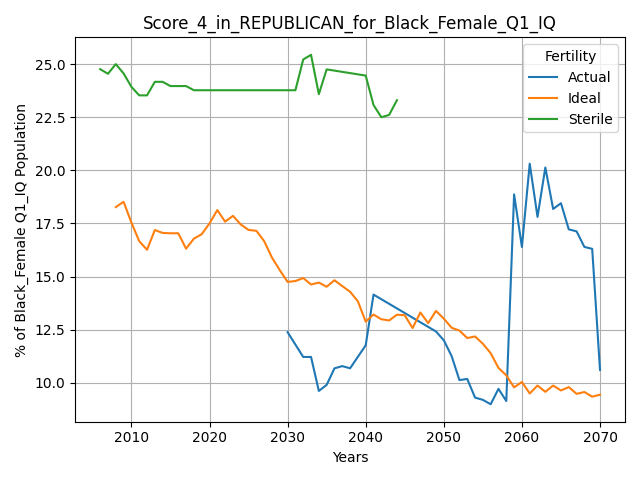 Score_4_in_REPUBLICAN_for_Black_Female_Q1_IQ
% of Black_Female Q1_IQ Population
25.0
22.5
20.0
17.5
15.0
12.5
10.0
Fertility
Actual
Ideal
Sterile
2010
2020
2030
2040
2050
2060
2070
Years